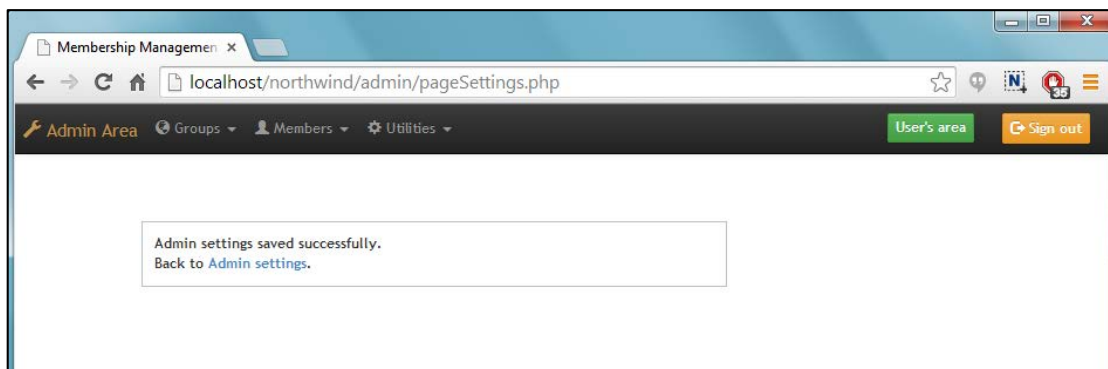 Membership Managemen
localhost/northwind/admin/pageSettings.php
N
35
Admin Area Groups Members Utilities User's area Sign out
Admin settings saved successfully.
Back to Admin settings.